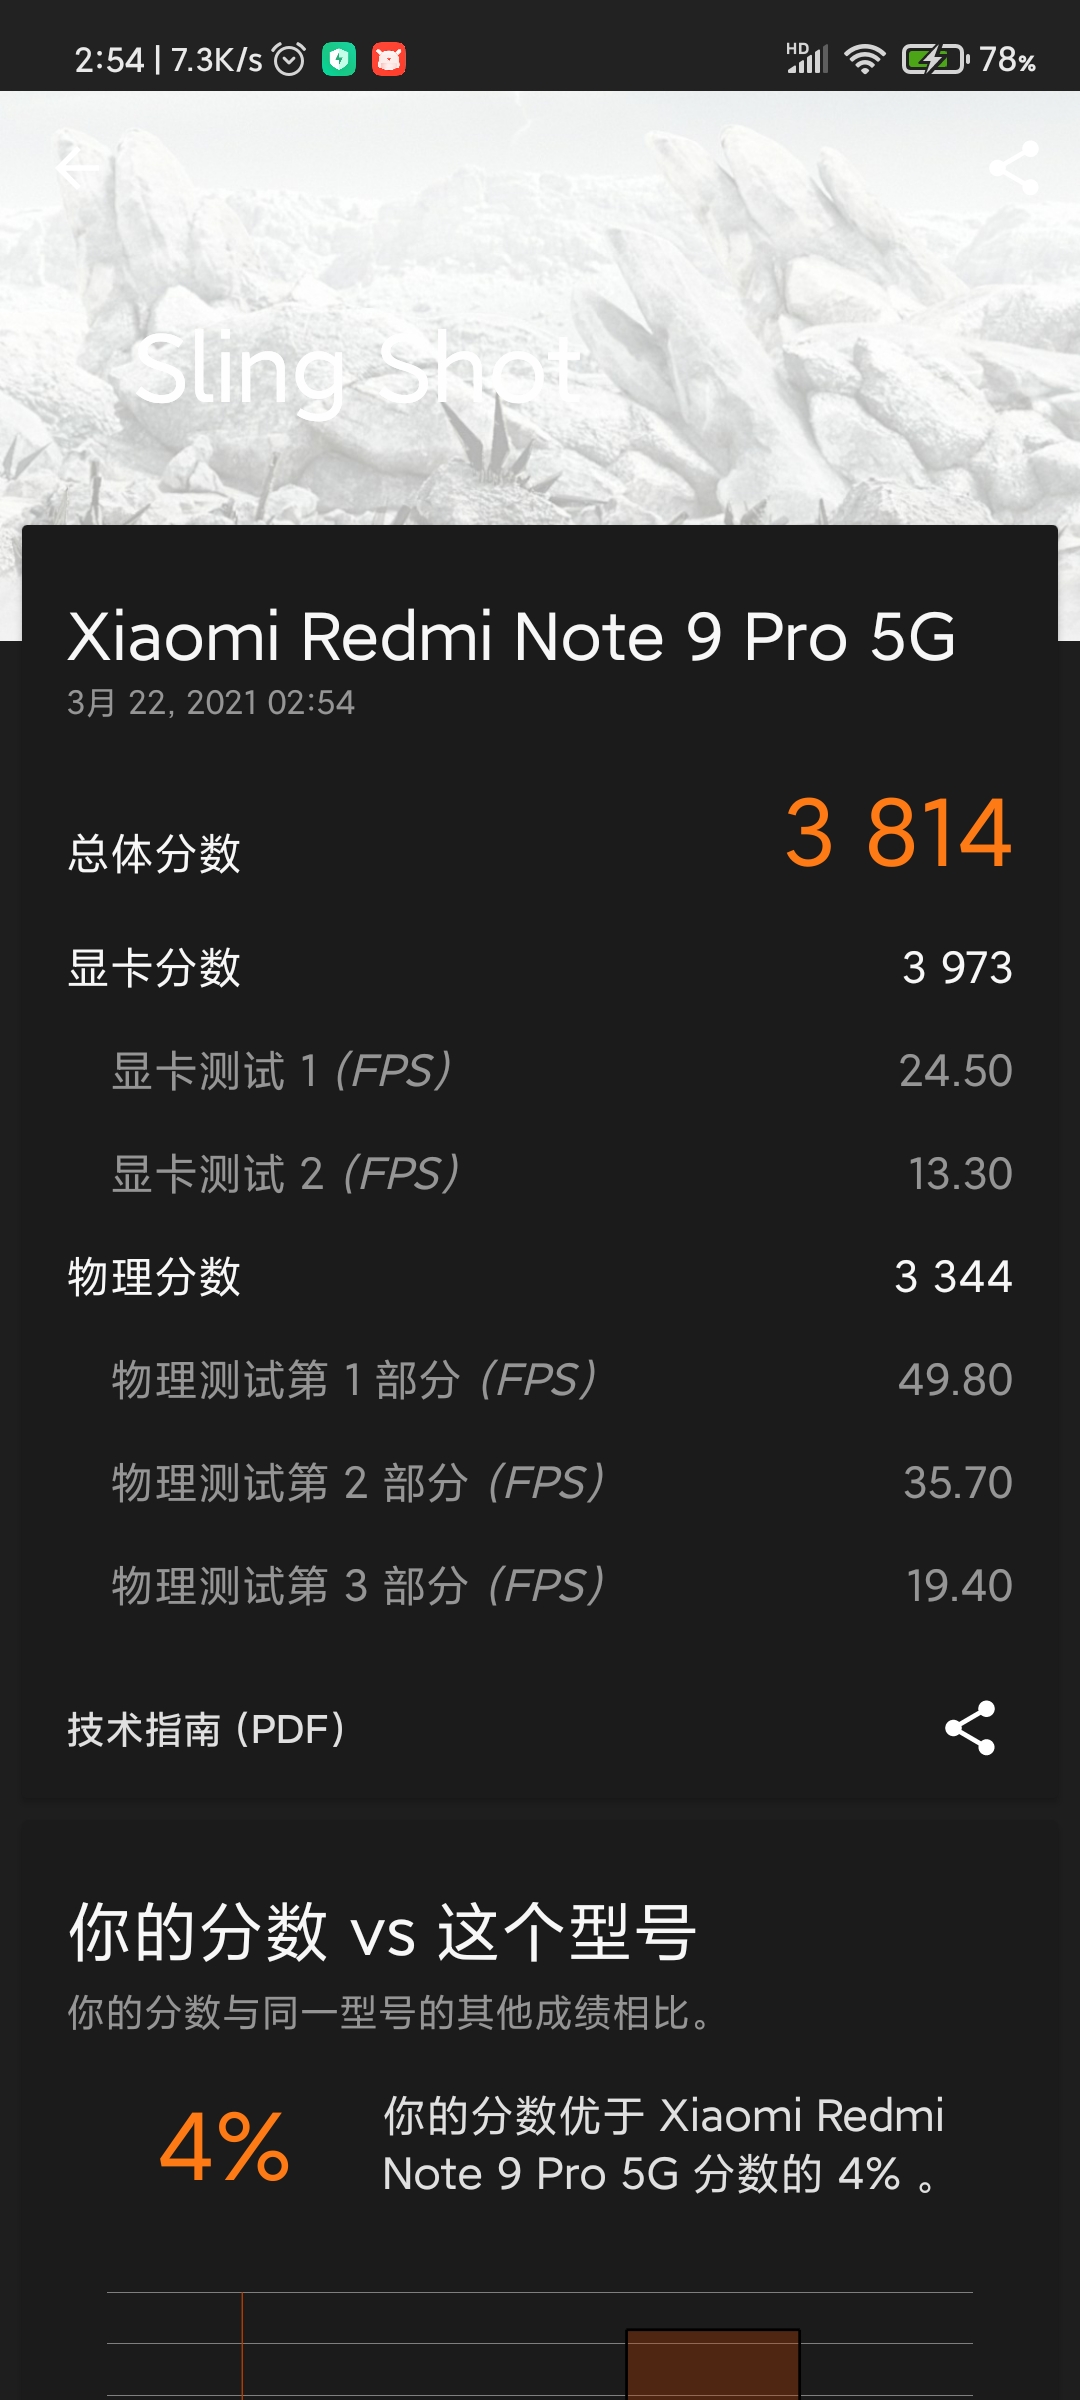 2:54 | 7.3K/s
HD
78%
Sling Shot
Xiaomi Redmi Note 9 Pro 5G
3月 22, 2021 02:54
总体分数 3 814
显卡分数 3 973
显卡测试 1 (FPS) 24.50
显卡测试 2 (FPS) 13.30
物理分数 3 344
物理测试第 1 部分 (FPS) 49.80
物理测试第 2 部分 (FPS) 35.70
物理测试第 3 部分 (FPS) 19.40
技术指南 (PDF)
你的分数 vs 这个型号
你的分数与同一型号的其他成绩相比。
4%
你的分数优于 Xiaomi Redmi
Note 9 Pro 5G 分数的 4% 。